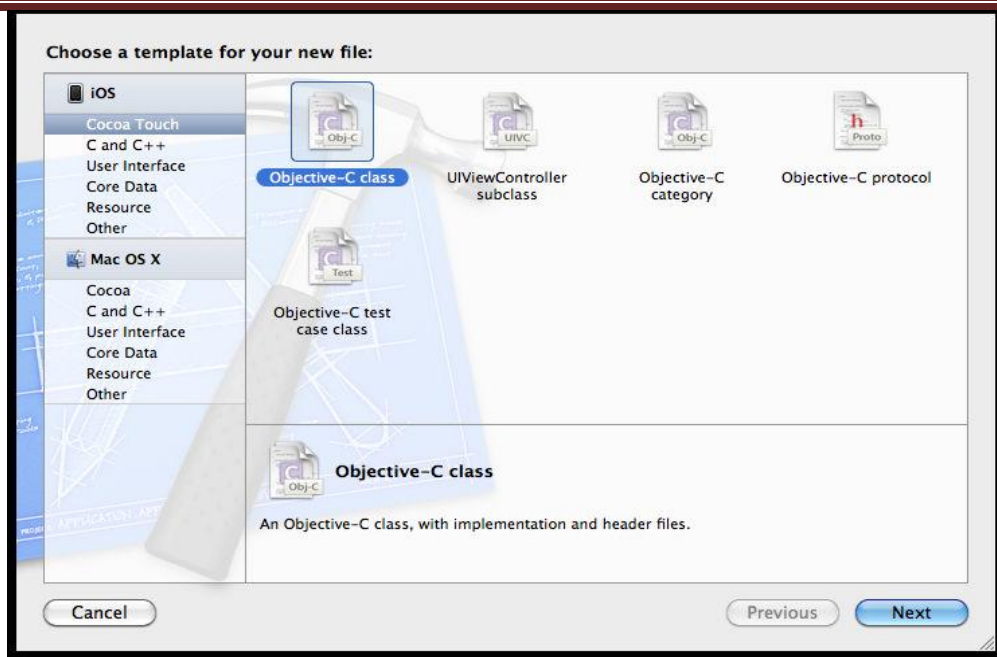 Choose a template for your new file:
iOS
Cocoa Touch
C and C++
User Interface
Core Data
Resource
Other
Mac OS X
Cocoa
C and C++
User Interface
Core Data
Resource
Other
Obj-C
UIVC
Obj-C
h
Proto
Objective-C class
UIViewController
subclass
Objective-C
category
Objective-C protocol
Test
Objective-C test
case class
Obj-C
Objective-C class
An Objective-C class, with implementation and header files.
Cancel
Previous
Next